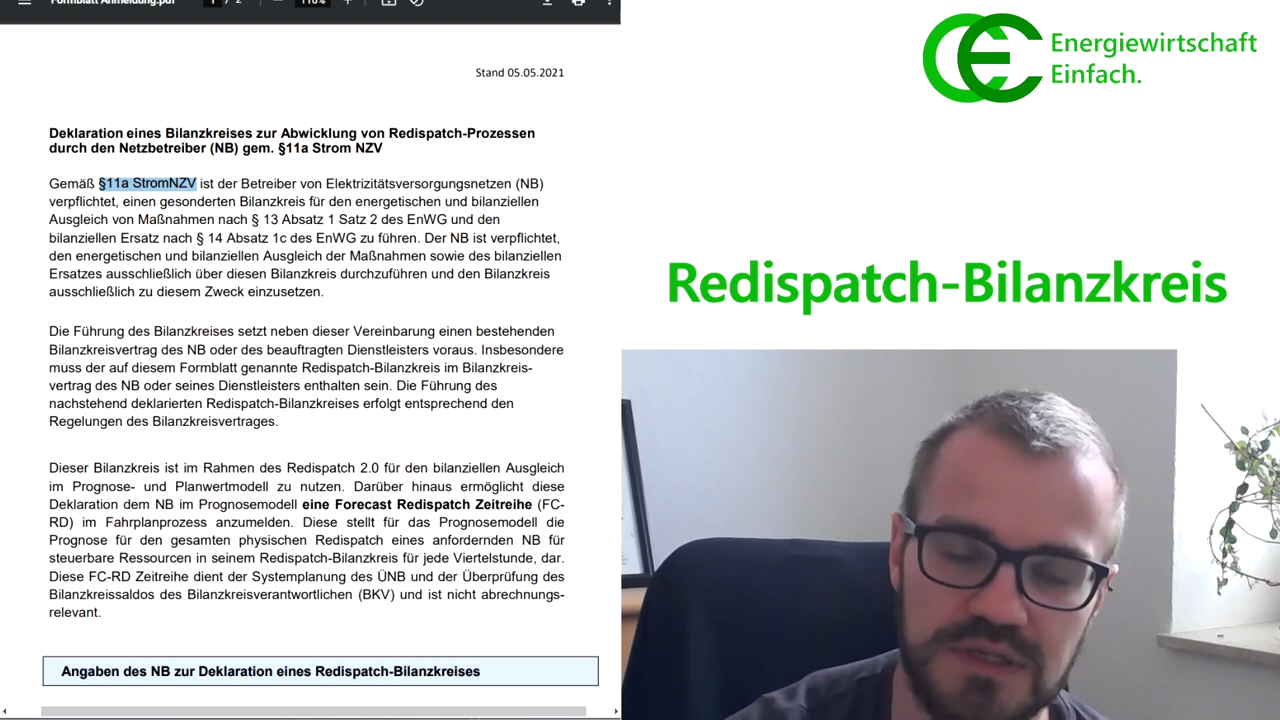 Formblatt Anmeldung.pdf
1 / 2
110%
Stand 05.05.2021
Deklaration eines Bilanzkreises zur Abwicklung von Redispatch-Prozessen
durch den Netzbetreiber (NB) gem. §11a Strom NZV
Gemäß §11a StromNZV ist der Betreiber von Elektrizitätsversorgungsnetzen (NB)
verpflichtet, einen gesonderten Bilanzkreis für den energetischen und bilanziellen
Ausgleich von Maßnahmen nach § 13 Absatz 1 Satz 2 des EnWG und den
bilanziellen Ersatz nach § 14 Absatz 1c des EnWG zu führen. Der NB ist verpflichtet,
den energetischen und bilanziellen Ausgleich der Maßnahmen sowie des bilanziellen
Ersatzes ausschließlich über diesen Bilanzkreis durchzuführen und den Bilanzkreis
ausschließlich zu diesem Zweck einzusetzen.
Die Führung des Bilanzkreises setzt neben dieser Vereinbarung einen bestehenden
Bilanzkreisvertrag des NB oder des beauftragten Dienstleisters voraus. Insbesondere
muss der auf diesem Formblatt genannte Redispatch-Bilanzkreis im Bilanzkreis-
vertrag des NB oder seines Dienstleisters enthalten sein. Die Führung des
nachstehend deklarierten Redispatch-Bilanzkreises erfolgt entsprechend den
Regelungen des Bilanzkreisvertrages.
Dieser Bilanzkreis ist im Rahmen des Redispatch 2.0 für den bilanziellen Ausgleich
im Prognose- und Planwertmodell zu nutzen. Darüber hinaus ermöglicht diese
Deklaration dem NB im Prognosemodell eine Forecast Redispatch Zeitreihe (FC-
RD) im Fahrplanprozess anzumelden. Diese stellt für das Prognosemodell die
Prognose für den gesamten physischen Redispatch eines anfordernden NB für
steuerbare Ressourcen in seinem Redispatch-Bilanzkreis für jede Viertelstunde, dar.
Diese FC-RD Zeitreihe dient der Systemplanung des ÜNB und der Überprüfung des
Bilanzkreissaldos des Bilanzkreisverantwortlichen (BKV) und ist nicht abrechnungs-
relevant.
Angaben des NB zur Deklaration eines Redispatch-Bilanzkreises
Energiewirtschaft
Einfach.
Redispatch-Bilanzkreis